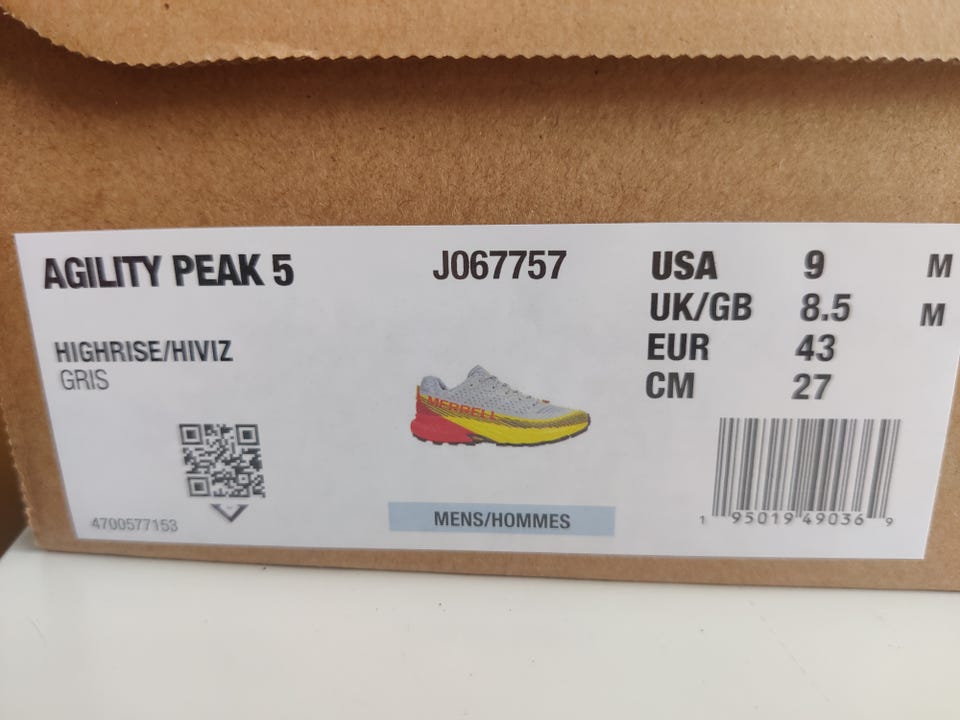 AGILITY PEAK 5
J067757
USA 9 M
UK/GB 8.5 M
EUR 43
CM 27
HIGHRISE/HIVIZ
GRIS
MERRELL
4700577153
MENS/HOMMES
1 95019 49036 9